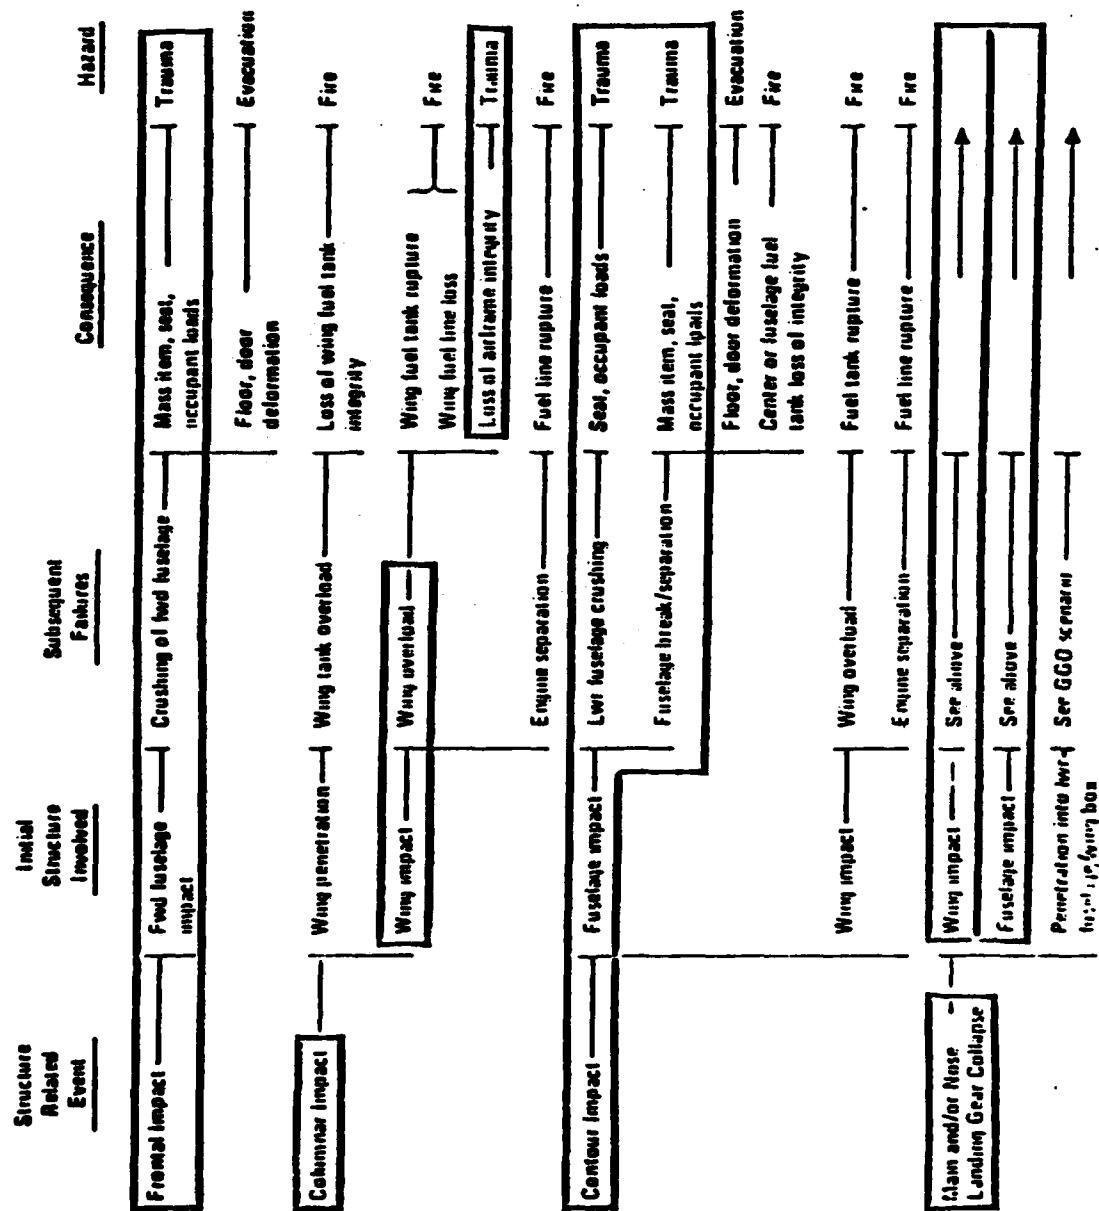 Structure
Related
Event
Initial
Structure
Involved
Subsequent
Failures
Consequence
Hazard
Frontal Impact
Fwd fuselage
impact
Crushing of fwd fuselage
Mass item, seat,
occupant loads
Trauma
Floor, door
deformation
Evacuation
Columnar Impact
Wing penetration
Wing tank overload
Loss of wing fuel tank
integrity
Fire
Wing impact
Wing overload
Wing fuel tank rupture
Wing fuel line loss
Fire
Loss of airframe integrity
Trauma
Engine separation
Fuel line rupture
Fire
Contour Impact
Fuselage impact
Lwr fuselage crushing
Seat, occupant loads
Trauma
Fuselage break/separation
Mass item, seat,
occupant loads
Trauma
Floor, door deformation
Evacuation
Center or fuselage fuel
tank loss of integrity
Fire
Wing impact
Wing overload
Fuel tank rupture
Fire
Engine separation
Fuel line rupture
Fire
Main and/or Nose
Landing Gear Collapse
Wing impact
See above
Fuselage impact
See above
Penetration into lwr
wing box
See GGO scenario